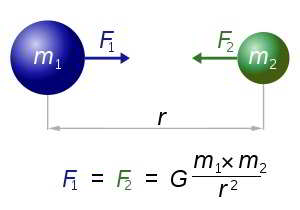 F₁ F₂
m₁ m₂
r
F₁ = F₂ = G m₁ × m₂ / r²